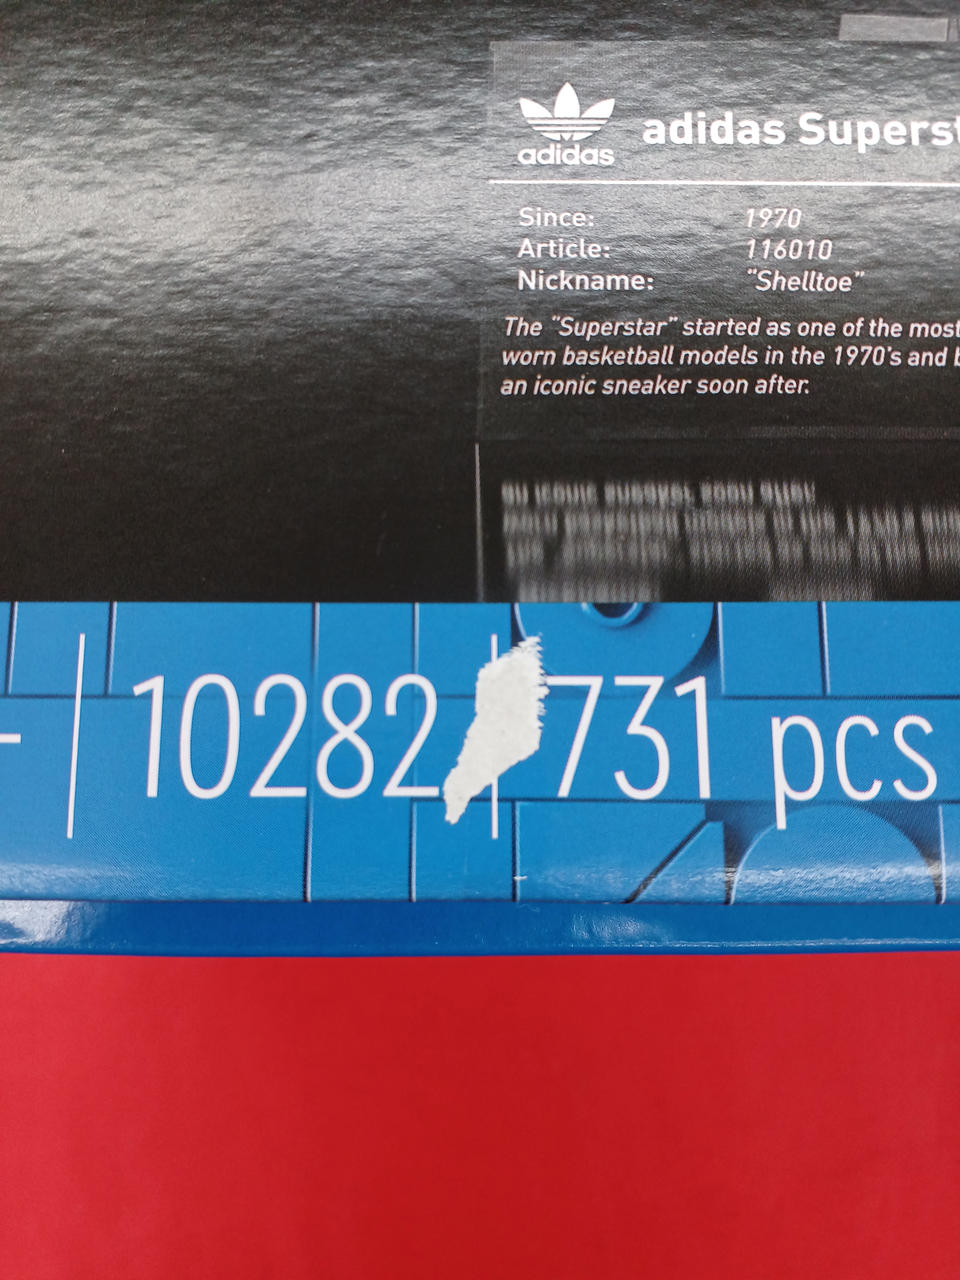 adidas
adidas Superst
Since: 1970
Article: 116010
Nickname: "Shelltoe"
The "Superstar" started as one of the most
worn basketball models in the 1970's and b
an iconic sneaker soon after.
10282 731 pcs